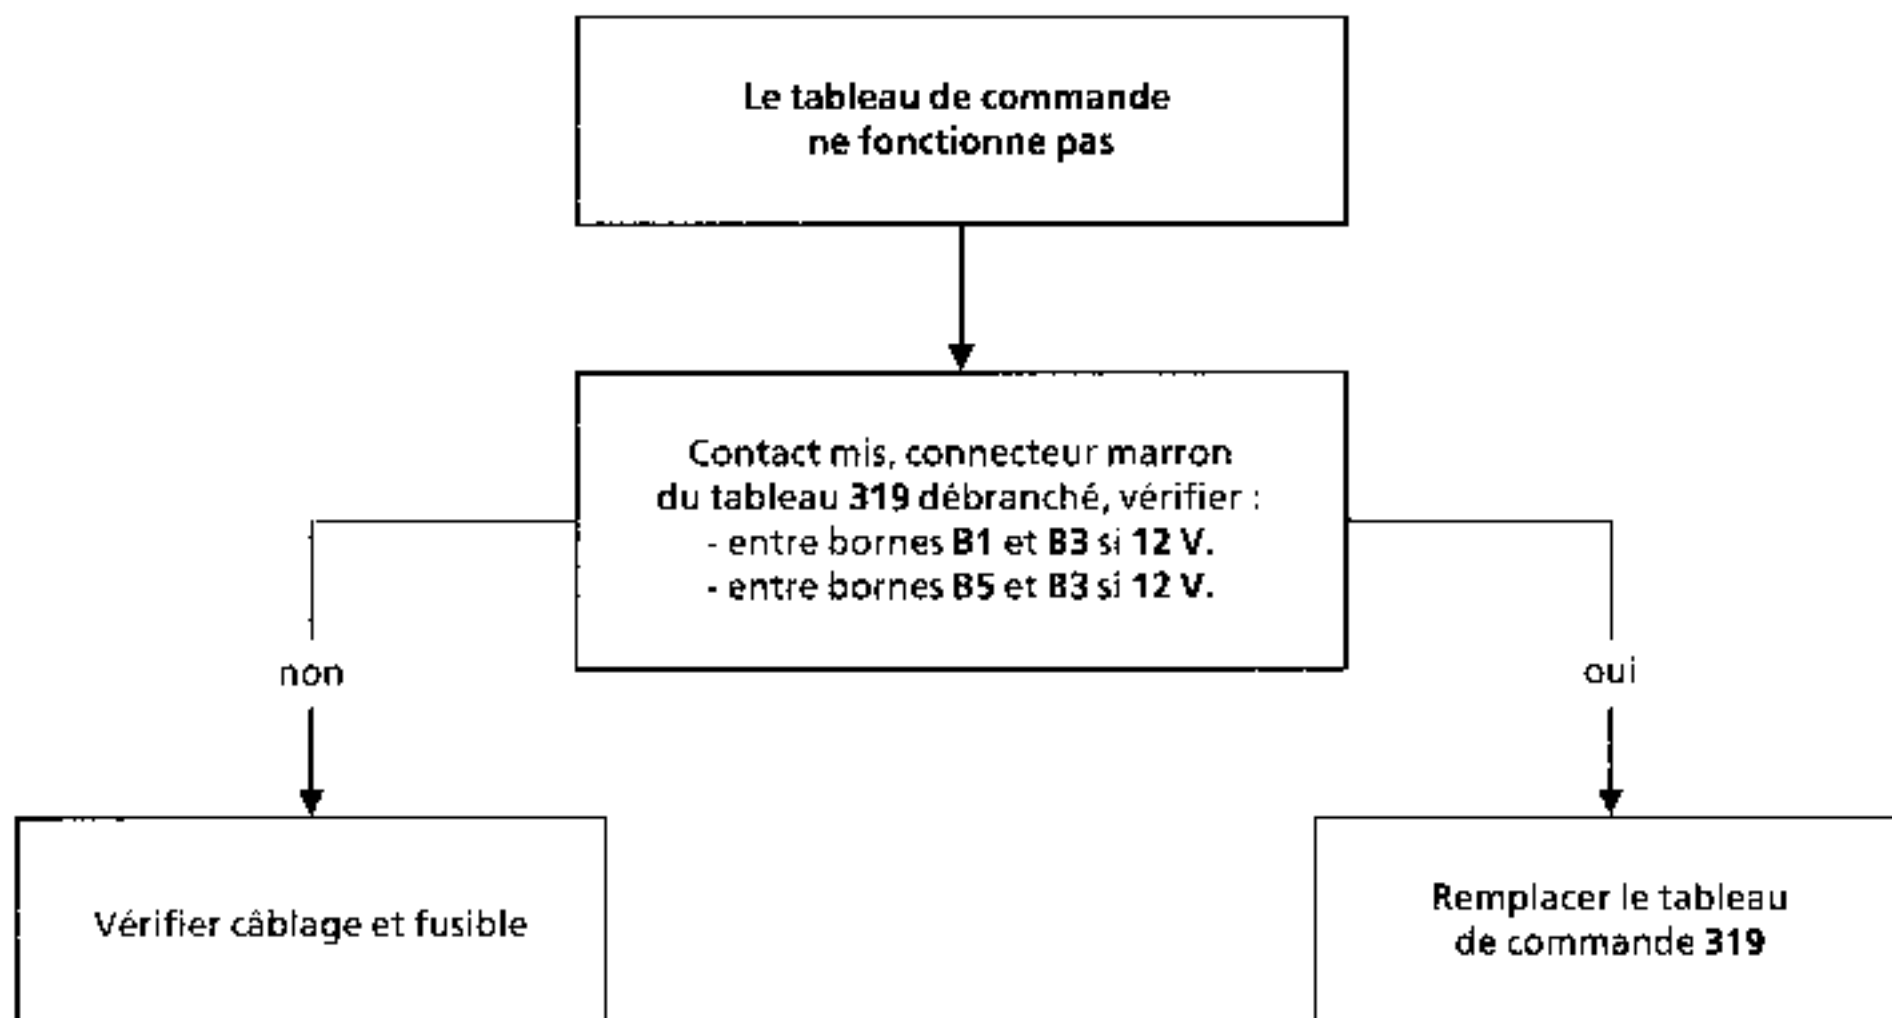 Le tableau de commande
ne fonctionne pas
Contact mis, connecteur marron
du tableau 319 débranché, vérifier :
- entre bornes B1 et B3 si 12 V.
- entre bornes B5 et B3 si 12 V.
non
oui
Vérifier câblage et fusible
Remplacer le tableau
de commande 319